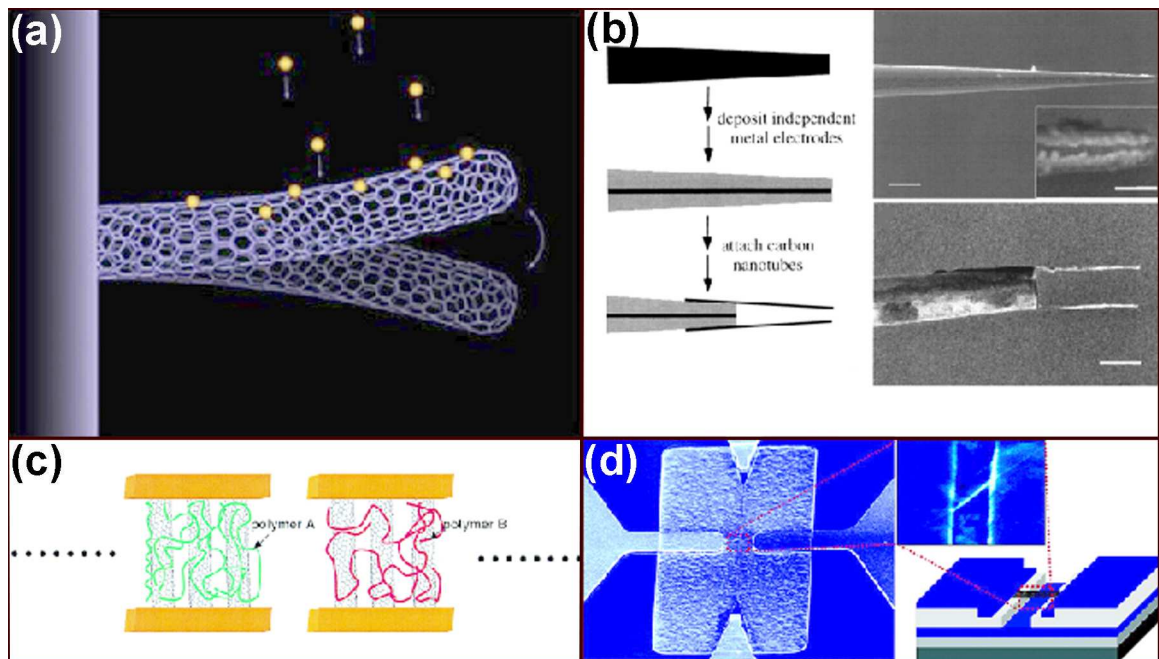 (a)
(b)
deposit independent
metal electrodes
attach carbon
nanotubes
(c)
polymer A
polymer B
(d)